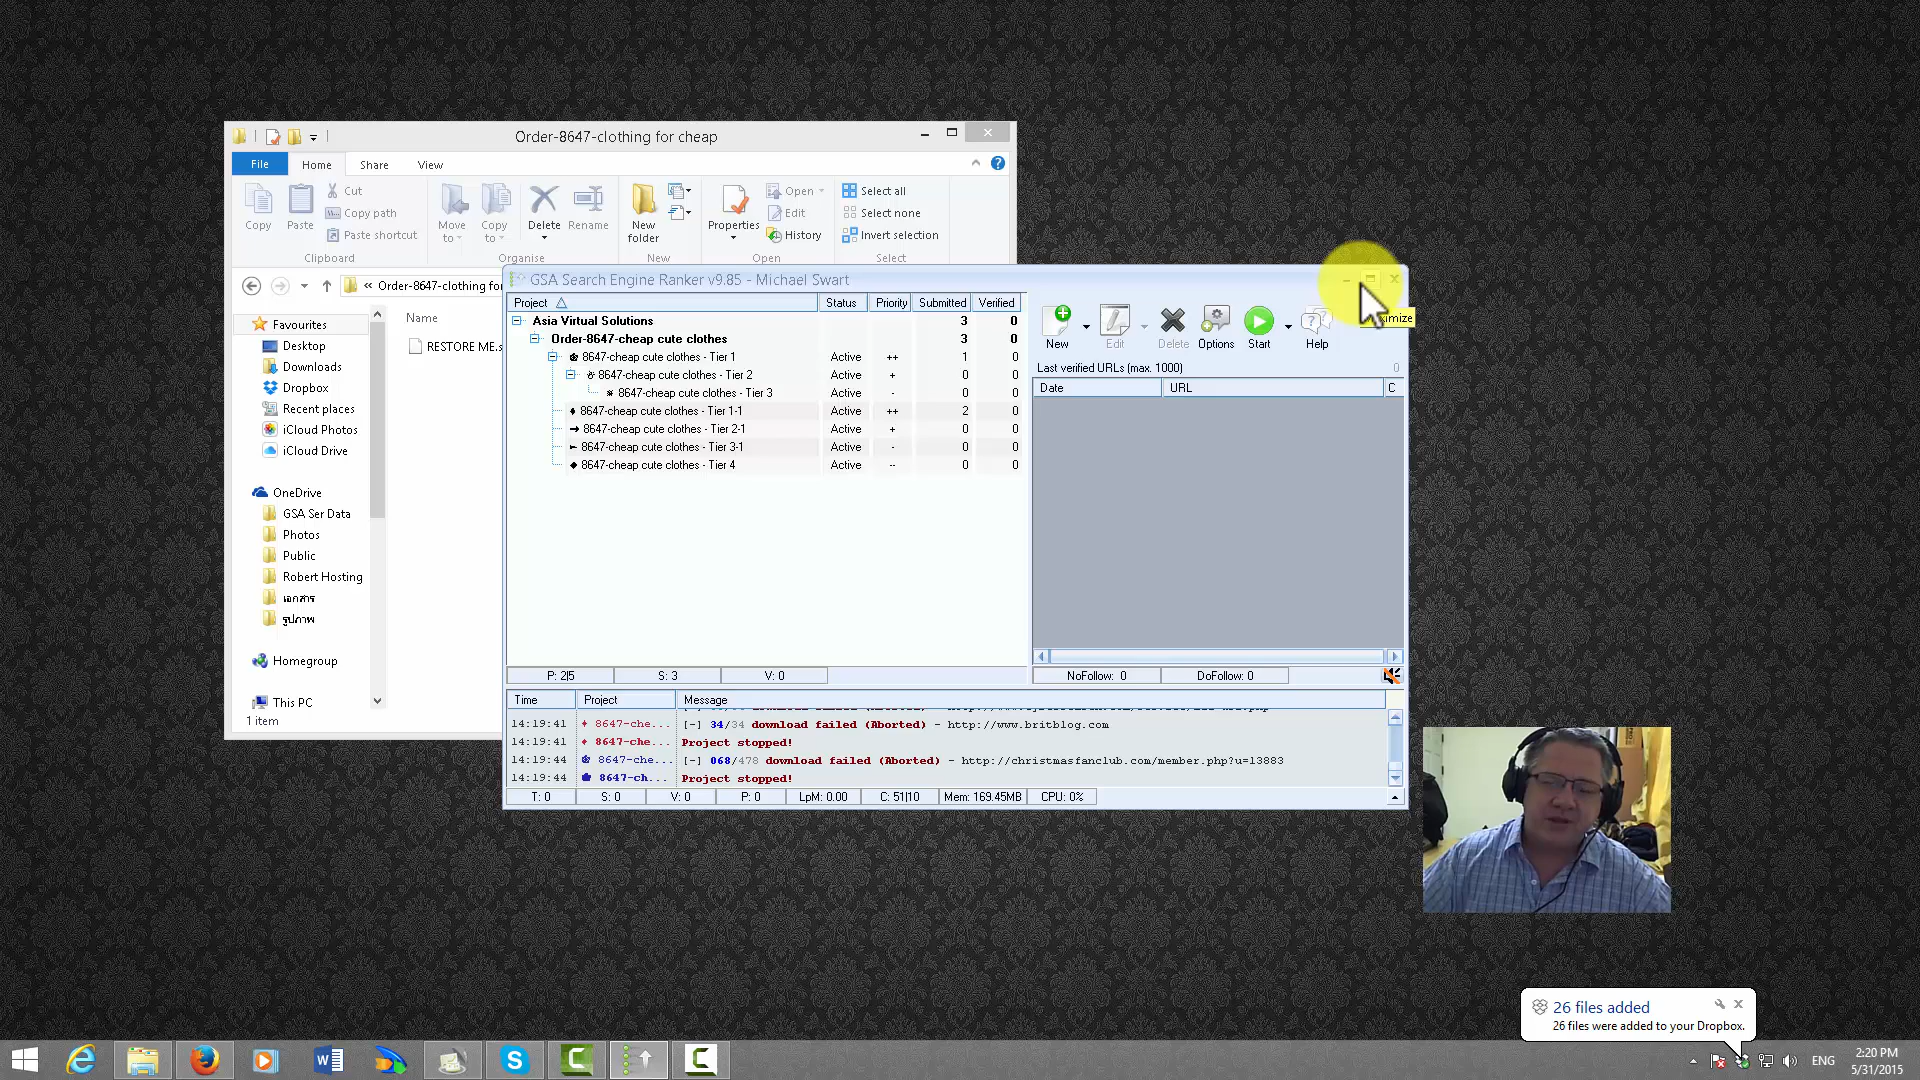 Order-8647-clothing for cheap
File Home Share View
Copy
Paste
Cut
Copy path
Paste shortcut
Clipboard
Move to
Copy to
Delete
Rename
Organise
New folder
New
Properties
Open
Edit
History
Open
Select all
Select none
Invert selection
Select
« Order-8647-clothing fo
Name
RESTORE ME.s
Favourites
Desktop
Downloads
Dropbox
Recent places
iCloud Photos
iCloud Drive
OneDrive
GSA Ser Data
Photos
Public
Robert Hosting
เอกสาร
รูปภาพ
Homegroup
This PC
1 item
GSA Search Engine Ranker v9.85 - Michael Swart
Project Status Priority Submitted Verified
Asia Virtual Solutions 3 0
Order-8647-cheap cute clothes 3 0
8647-cheap cute clothes - Tier 1 Active ++ 1 0
8647-cheap cute clothes - Tier 2 Active + 0 0
8647-cheap cute clothes - Tier 3 Active - 0 0
8647-cheap cute clothes - Tier 1-1 Active ++ 2 0
8647-cheap cute clothes - Tier 2-1 Active + 0 0
8647-cheap cute clothes - Tier 3-1 Active - 0 0
8647-cheap cute clothes - Tier 4 Active -- 0 0
P: 2|5 S: 3 V: 0
ximize
New Edit Delete Options Start Help
Last verified URLs (max. 1000) 0
Date URL C
NoFollow: 0 DoFollow: 0
Time Project Message
14:19:41 8647-che... [-] 34/34 download failed (Aborted) - http://www.britblog.com
14:19:41 8647-che... Project stopped!
14:19:44 8647-che... [-] 068/478 download failed (Aborted) - http://christmasfanclub.com/member.php?u=13883
14:19:44 8647-ch... Project stopped!
T: 0 S: 0 V: 0 P: 0 LpM: 0.00 C: 51|10 Mem: 169.45MB CPU: 0%
26 files added
26 files were added to your Dropbox.
ENG
2:20 PM
5/31/2015